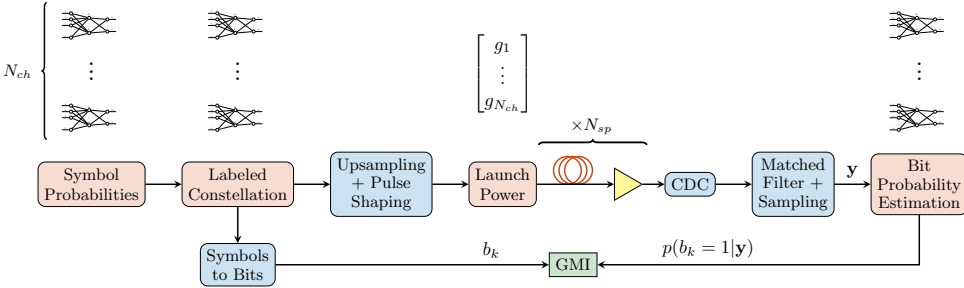 N_{ch}
⋮
⋮
[g_1
⋮
g_{N_{ch}}]
⋮
×N_{sp}
Symbol
Probabilities
Labeled
Constellation
Upsampling
+ Pulse
Shaping
Launch
Power
CDC
Matched
Filter +
Sampling
y
Bit
Probability
Estimation
Symbols
to Bits
b_k
GMI
p(b_k = 1|y)